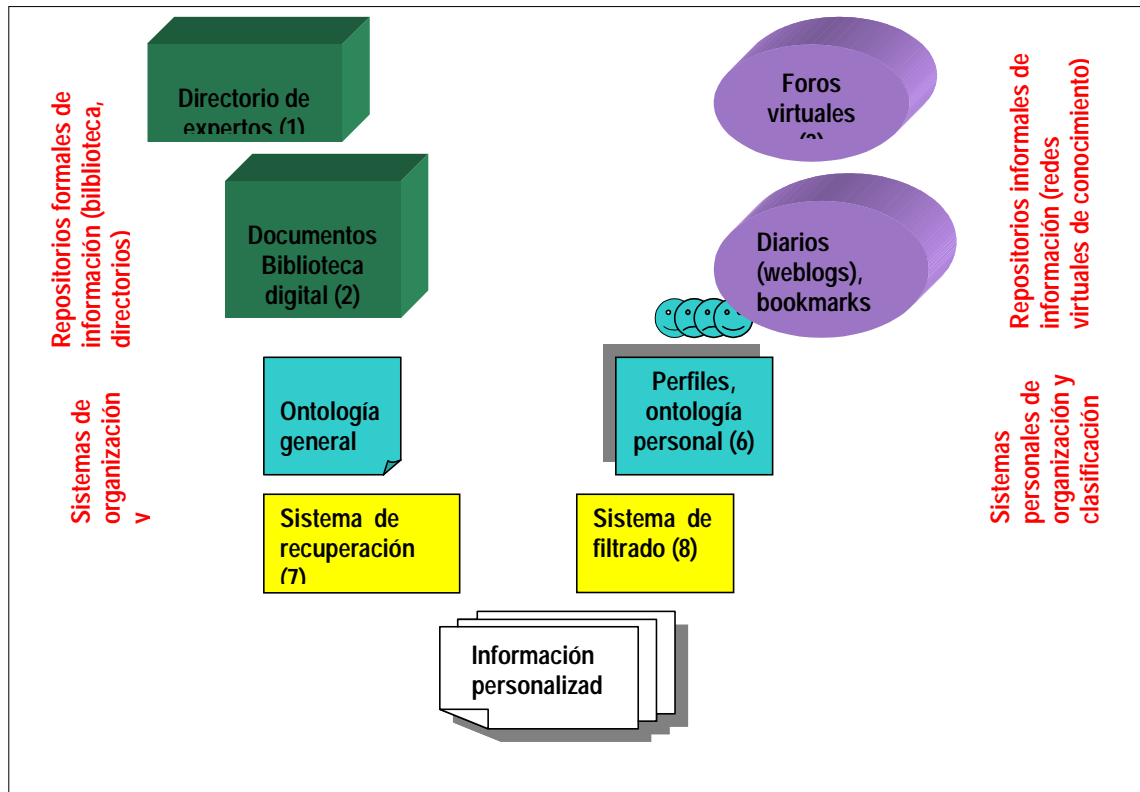 Directorio de
expertos (1)
Documentos
Biblioteca
digital (2)
Foros
virtuales
Diarios
(weblogs),
bookmarks
Repositorios formales de
información (bilblioteca,
directorios)
Repositorios informales de
información (redes
virtuales de conocimiento)
Ontología
general
Perfiles,
ontología
personal (6)
Sistemas de
organización
y
Sistemas
personales de
organización y
clasificación
Sistema de
recuperación
(7)
Sistema de
filtrado (8)
Información
personalizad